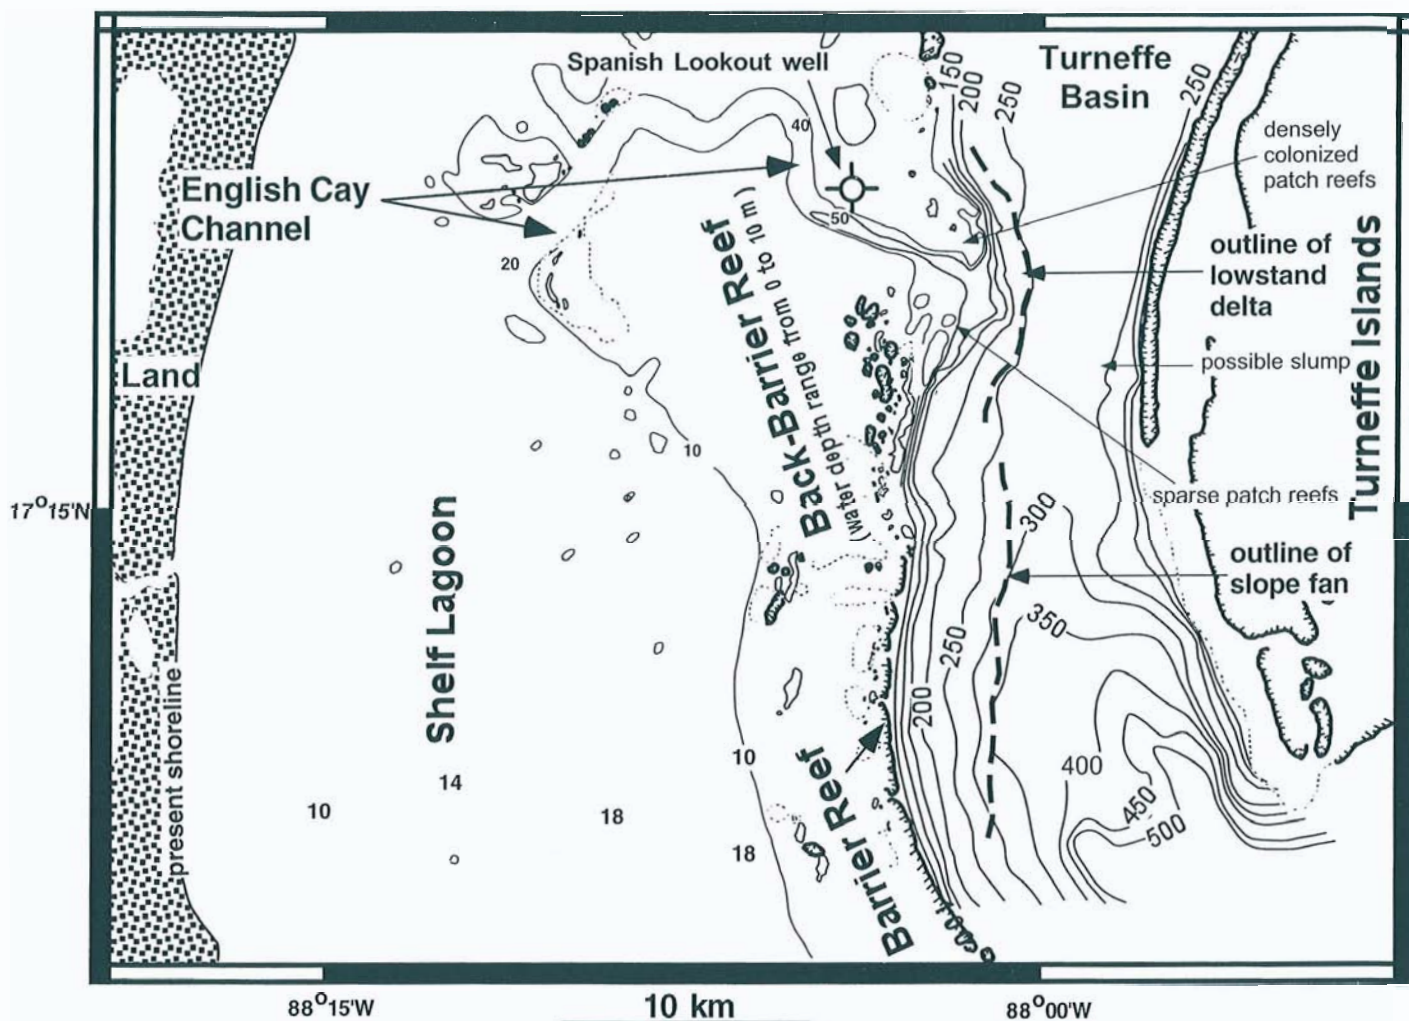 Spanish Lookout well
Turneffe
Basin
150
200
250
250
40
densely
colonized
patch reefs
English Cay
Channel
50
20
outline of
lowstand
delta
Back-Barrier Reef
(water depth range from 0 to 10 m)
Turneffe Islands
possible slump
Land
10
sparse patch reefs
17°15'N
300
outline of
slope fan
Shelf Lagoon
350
250
200
present shoreline
10
14
10
18
18
Barrier Reef
400
450
500
88°15'W
10 km
88°00'W